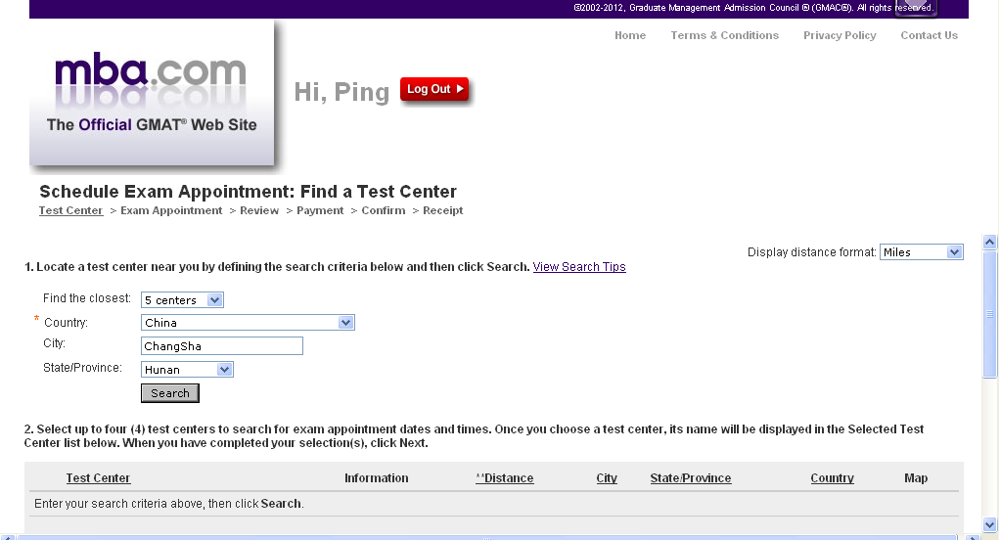 ©2002-2012, Graduate Management Admission Council ® (GMAC®). All rights reserved.
Home Terms & Conditions Privacy Policy Contact Us
mba.com
The Official GMAT® Web Site
Hi, Ping Log Out
Schedule Exam Appointment: Find a Test Center
Test Center > Exam Appointment > Review > Payment > Confirm > Receipt
Display distance format: Miles
1. Locate a test center near you by defining the search criteria below and then click Search. View Search Tips
Find the closest: 5 centers
* Country: China
City: ChangSha
State/Province: Hunan
Search
2. Select up to four (4) test centers to search for exam appointment dates and times. Once you choose a test center, its name will be displayed in the Selected Test
Center list below. When you have completed your selection(s), click Next.
Test Center Information **Distance City State/Province Country Map
Enter your search criteria above, then click Search.